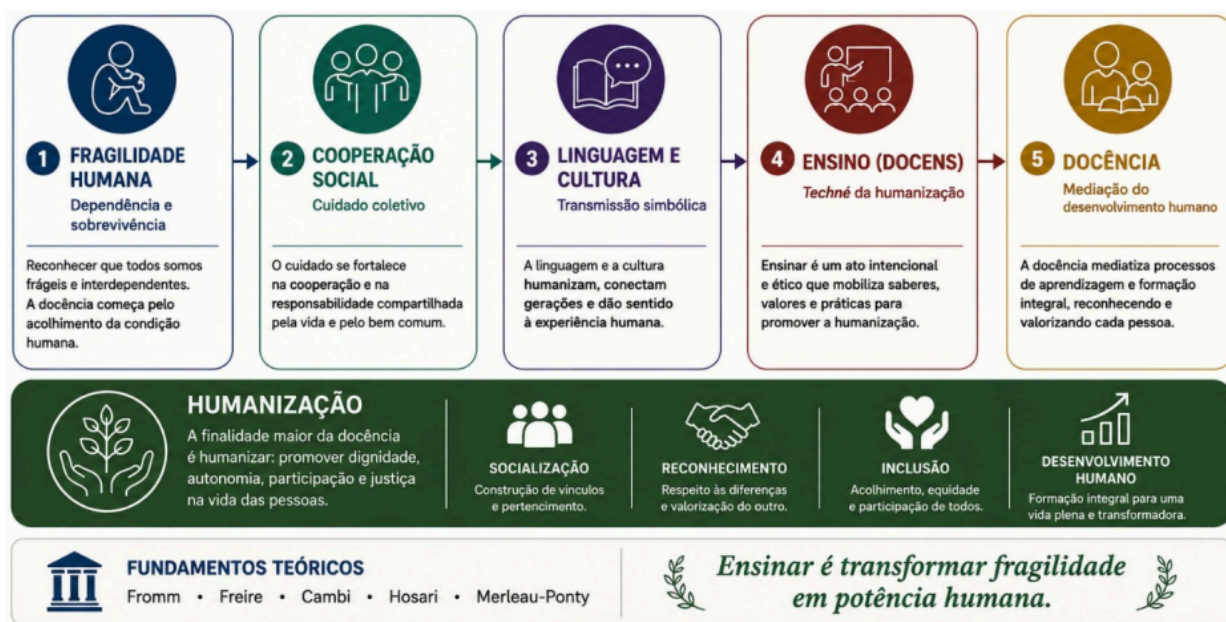 1 FRAGILIDADE
HUMANA
Dependência e
sobrevivência
Reconhecer que todos somos
frágeis e interdependentes.
A docência começa pelo
acolhimento da condição
humana.
2 COOPERAÇÃO
SOCIAL
Cuidado coletivo
O cuidado se fortalece
na cooperação e na
responsabilidade compartilhada
pela vida e pelo bem comum.
3 LINGUAGEM E
CULTURA
Transmissão simbólica
A linguagem e a cultura
humanizam, conectam
gerações e dão sentido
à experiência humana.
4 ENSINO (DOCENS)
Techné da humanização
Ensinar é um ato intencional
e ético que mobiliza saberes,
valores e práticas para
promover a humanização.
5 DOCÊNCIA
Mediação do
desenvolvimento humano
A docência mediatiza processos
de aprendizagem e formação
integral, reconhecendo e
valorizando cada pessoa.
HUMANIZAÇÃO
A finalidade maior da docência
é humanizar: promover dignidade,
autonomia, participação e justiça
na vida das pessoas.
SOCIALIZAÇÃO
Construção de vínculos
e pertencimento.
RECONHECIMENTO
Respeito às diferenças
e valorização do outro.
INCLUSÃO
Acolhimento, equidade
e participação de todos.
DESENVOLVIMENTO
HUMANO
Formação integral para uma
vida plena e transformadora.
FUNDAMENTOS TEÓRICOS
Fromm • Freire • Cambi • Hosari • Merleau-Ponty
Ensinar é transformar fragilidade
em potência humana.